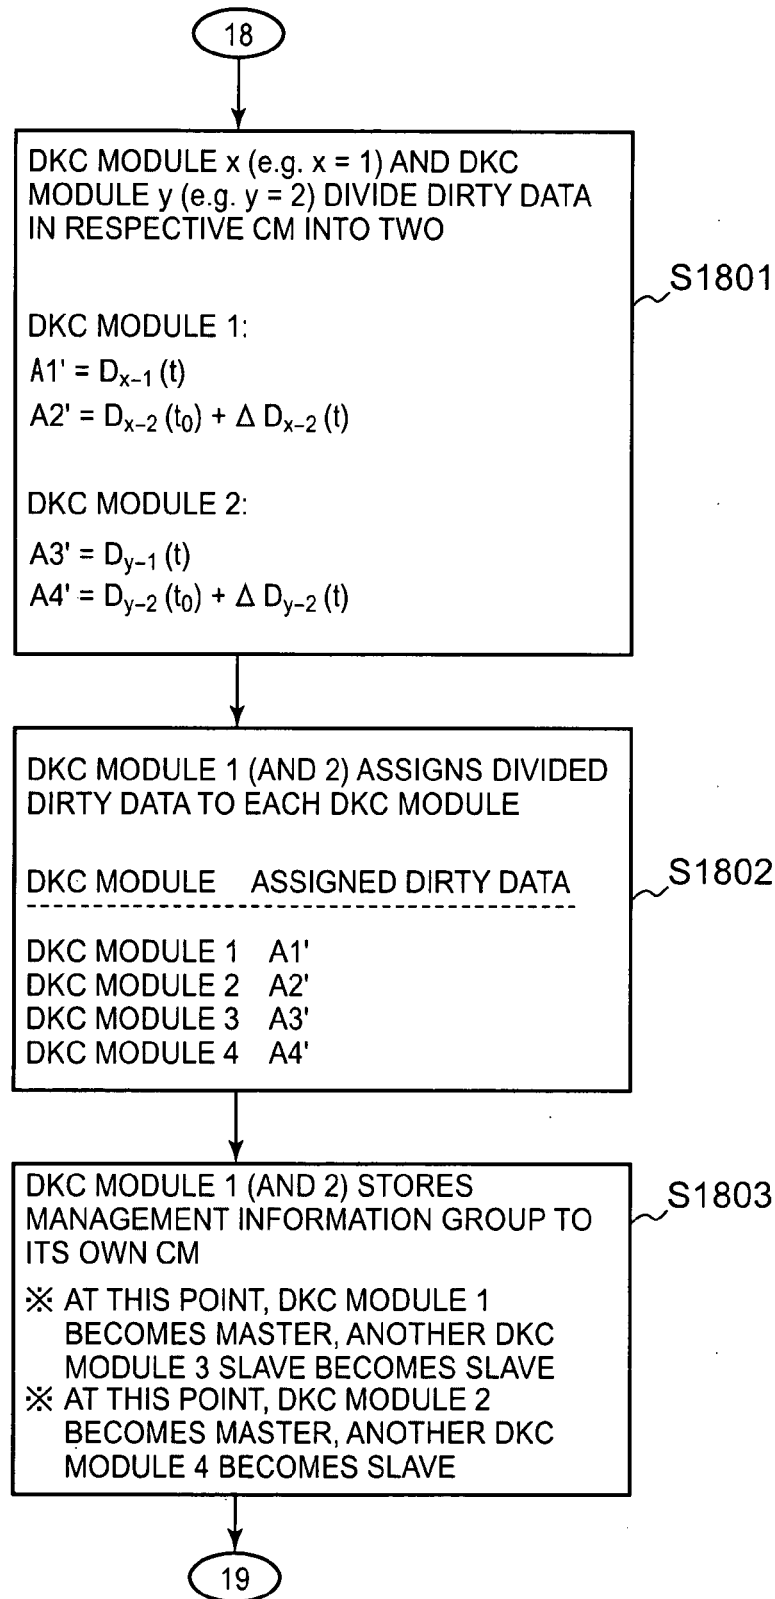 18
DKC MODULE x (e.g. x = 1) AND DKC
MODULE y (e.g. y = 2) DIVIDE DIRTY DATA
IN RESPECTIVE CM INTO TWO
DKC MODULE 1:
A1' = Dx–1 (t)
A2' = Dx–2 (t0) + Δ Dx–2 (t)
DKC MODULE 2:
A3' = Dy–1 (t)
A4' = Dy–2 (t0) + Δ Dy–2 (t)
S1801
DKC MODULE 1 (AND 2) ASSIGNS DIVIDED
DIRTY DATA TO EACH DKC MODULE
DKC MODULE ASSIGNED DIRTY DATA
DKC MODULE 1 A1'
DKC MODULE 2 A2'
DKC MODULE 3 A3'
DKC MODULE 4 A4'
S1802
DKC MODULE 1 (AND 2) STORES
MANAGEMENT INFORMATION GROUP TO
ITS OWN CM
※ AT THIS POINT, DKC MODULE 1
BECOMES MASTER, ANOTHER DKC
MODULE 3 SLAVE BECOMES SLAVE
※ AT THIS POINT, DKC MODULE 2
BECOMES MASTER, ANOTHER DKC
MODULE 4 BECOMES SLAVE
S1803
19